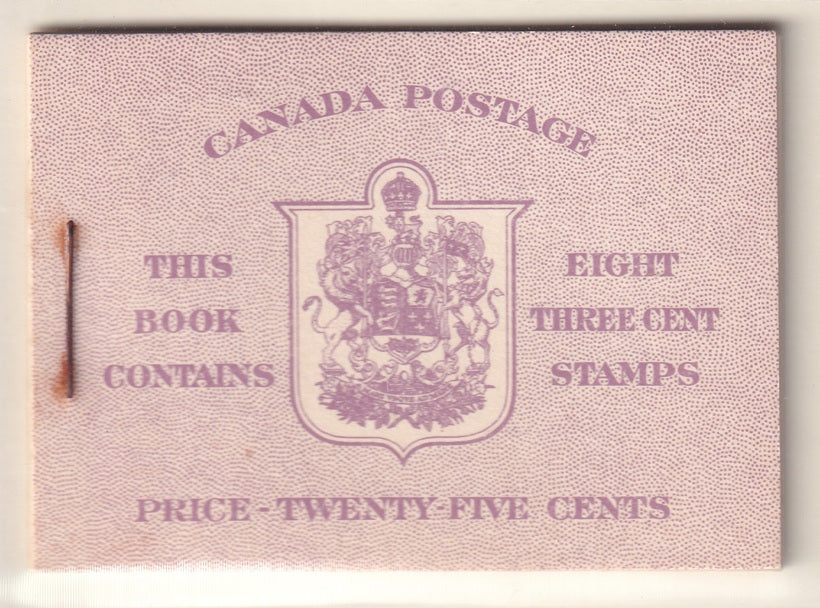 CANADA POSTAGE
THIS
BOOK
CONTAINS
EIGHT
THREE CENT
STAMPS
PRICE - TWENTY-FIVE CENTS